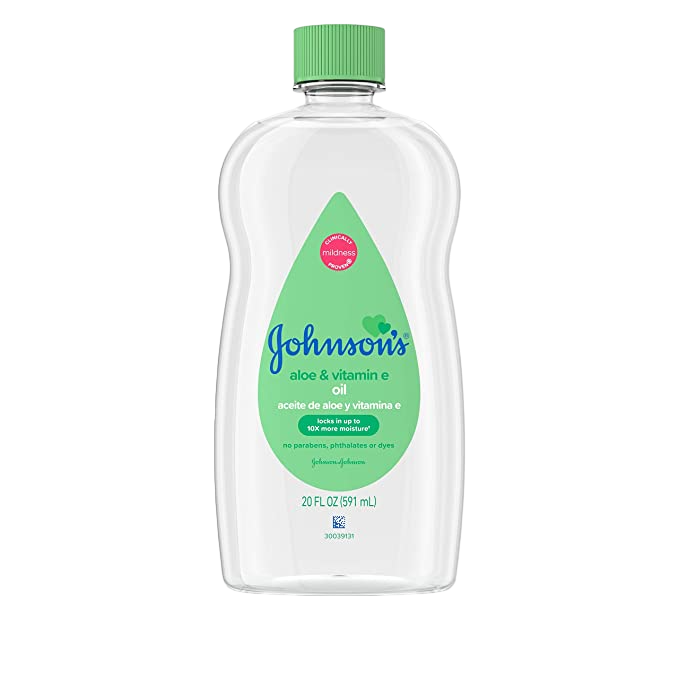 CLINICALLY
mildness
PROVEN®
Johnson's®
aloe & vitamin e
oil
aceite de aloe y vitamina e
locks in up to
10X more moisture†
no parabens, phthalates or dyes
Johnson & Johnson
20 FL OZ (591 mL)
30039131